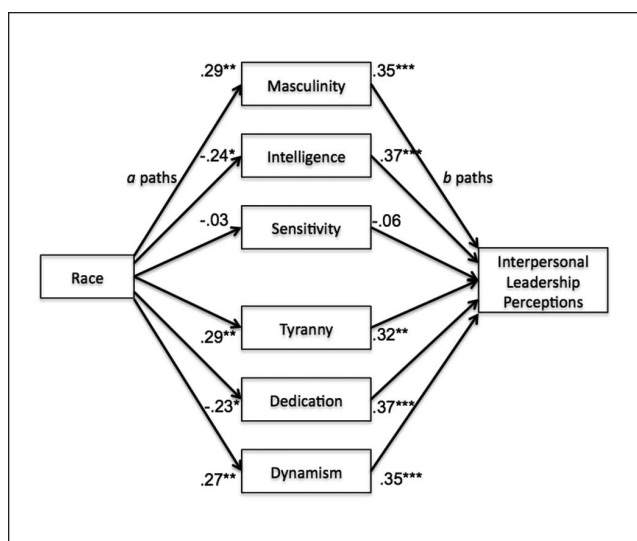 .29** Masculinity .35***
-.24* Intelligence .37***
a paths b paths
-.03 Sensitivity -.06
Race
Interpersonal
Leadership
Perceptions
.29** Tyranny .32**
-.23* Dedication .37***
.27** Dynamism .35***